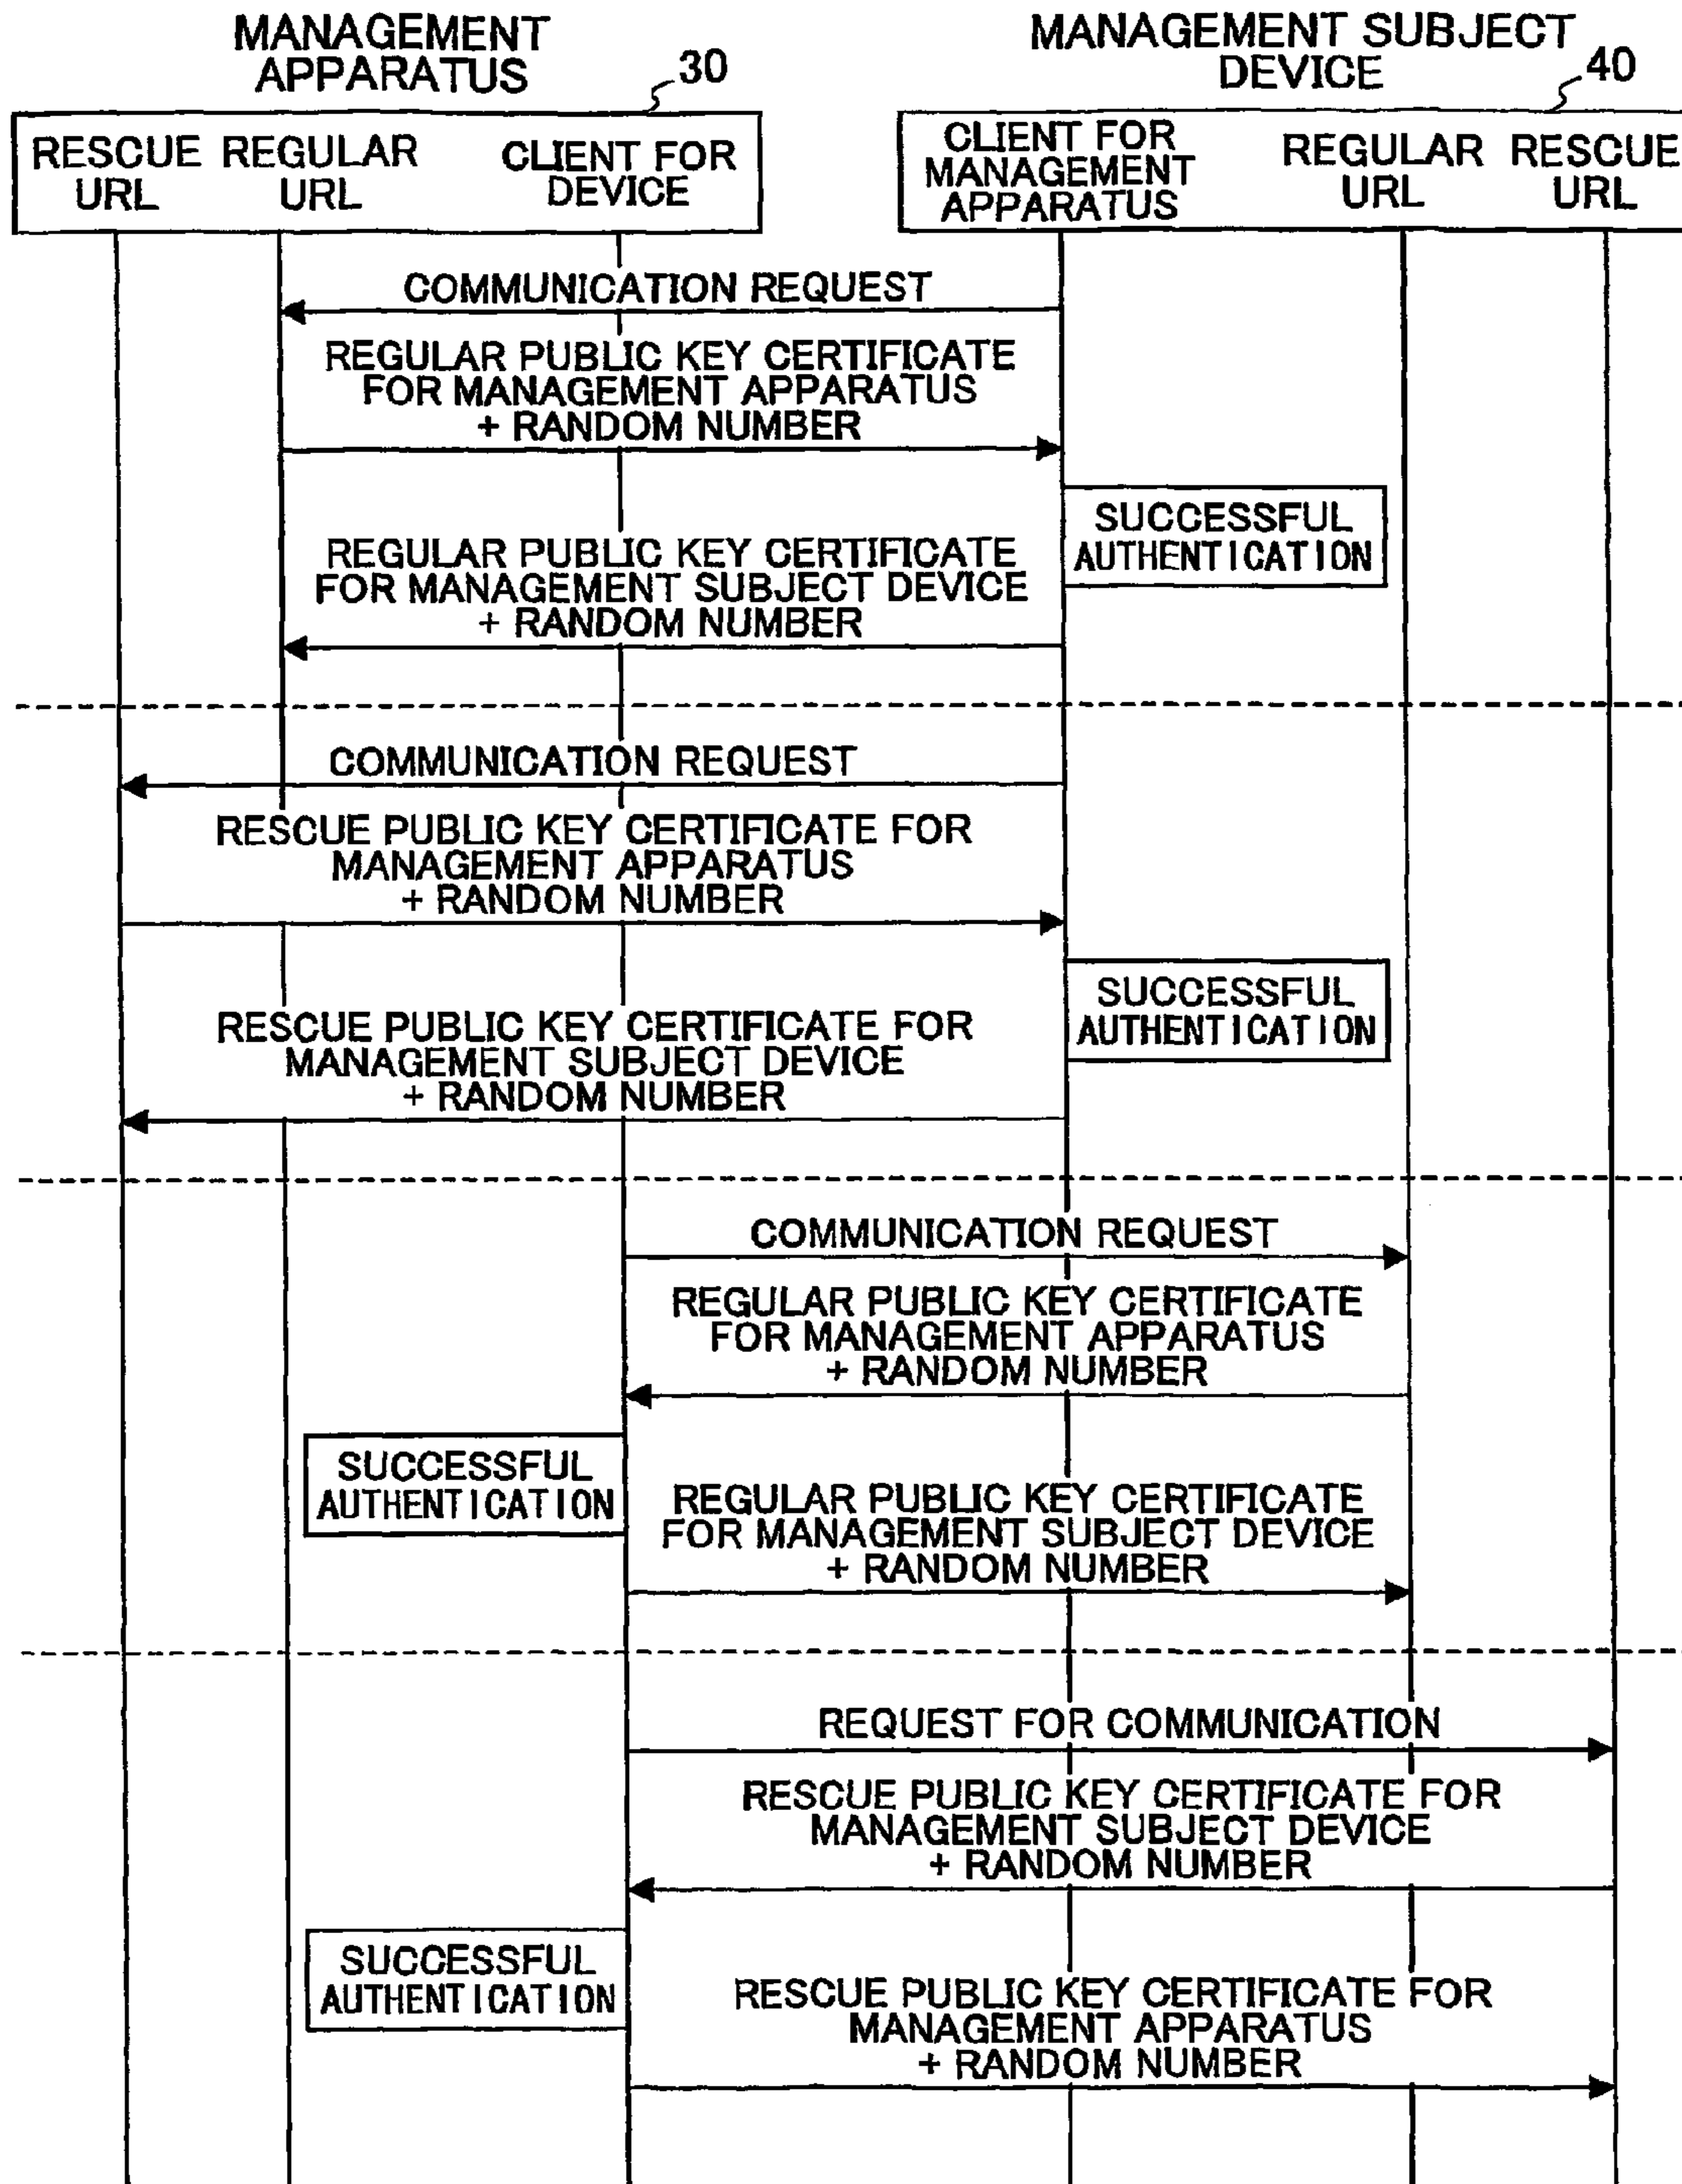 MANAGEMENT
APPARATUS
30
MANAGEMENT SUBJECT
DEVICE
40
RESCUE
URL
REGULAR
URL
CLIENT FOR
DEVICE
CLIENT FOR
MANAGEMENT
APPARATUS
REGULAR
URL
RESCUE
URL
COMMUNICATION REQUEST
REGULAR PUBLIC KEY CERTIFICATE
FOR MANAGEMENT APPARATUS
+ RANDOM NUMBER
SUCCESSFUL
AUTHENTICATION
REGULAR PUBLIC KEY CERTIFICATE
FOR MANAGEMENT SUBJECT DEVICE
+ RANDOM NUMBER
COMMUNICATION REQUEST
RESCUE PUBLIC KEY CERTIFICATE FOR
MANAGEMENT APPARATUS
+ RANDOM NUMBER
SUCCESSFUL
AUTHENTICATION
RESCUE PUBLIC KEY CERTIFICATE FOR
MANAGEMENT SUBJECT DEVICE
+ RANDOM NUMBER
COMMUNICATION REQUEST
REGULAR PUBLIC KEY CERTIFICATE
FOR MANAGEMENT APPARATUS
+ RANDOM NUMBER
SUCCESSFUL
AUTHENTICATION
REGULAR PUBLIC KEY CERTIFICATE
FOR MANAGEMENT SUBJECT DEVICE
+ RANDOM NUMBER
REQUEST FOR COMMUNICATION
RESCUE PUBLIC KEY CERTIFICATE FOR
MANAGEMENT SUBJECT DEVICE
+ RANDOM NUMBER
SUCCESSFUL
AUTHENTICATION
RESCUE PUBLIC KEY CERTIFICATE FOR
MANAGEMENT APPARATUS
+ RANDOM NUMBER